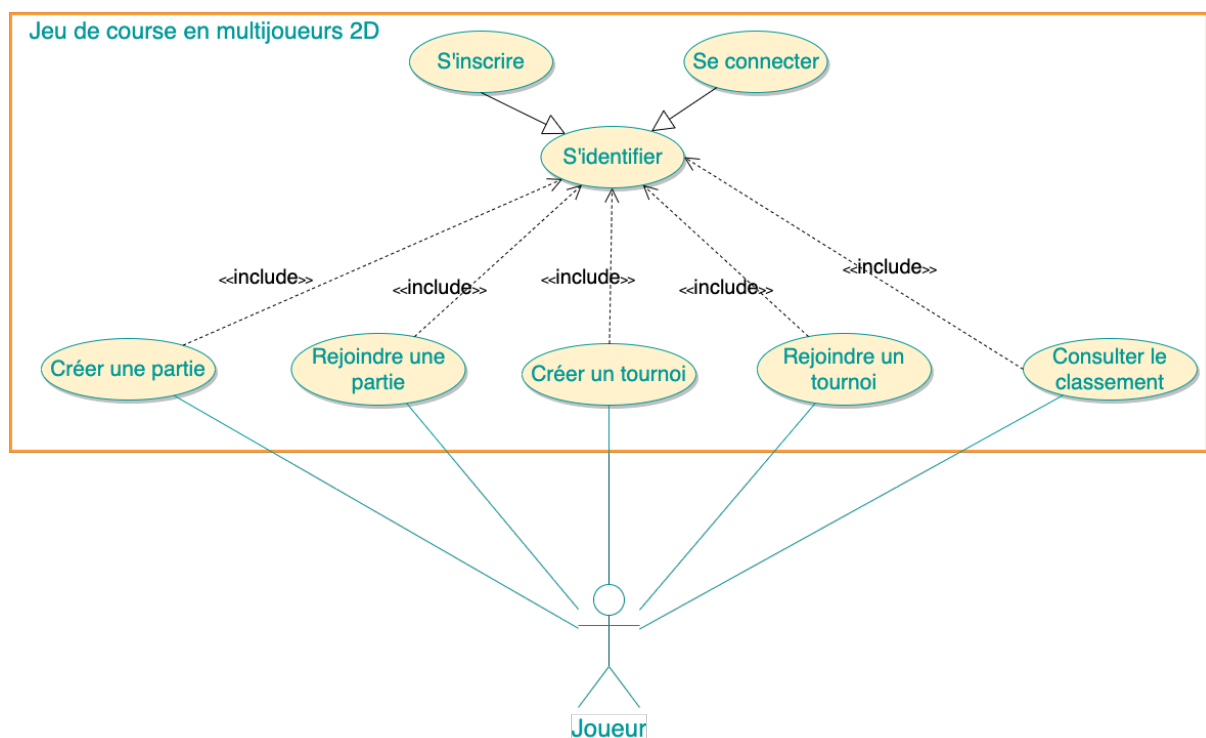 Jeu de course en multijoueurs 2D
S'inscrire
Se connecter
S'identifier
<<include>>
<<include>>
<<include>>
<<include>>
<<include>>
Créer une partie
Rejoindre une
partie
Créer un tournoi
Rejoindre un
tournoi
Consulter le
classement
Joueur